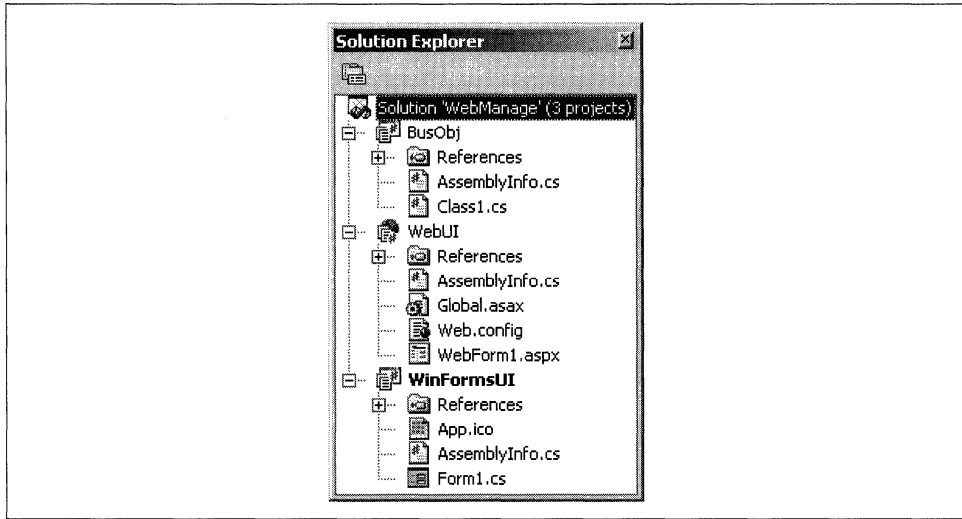 Solution Explorer
Solution 'WebManage' (3 projects)
BusObj
References
AssemblyInfo.cs
Class1.cs
WebUI
References
AssemblyInfo.cs
Global.asax
Web.config
WebForm1.aspx
WinFormsUI
References
App.ico
AssemblyInfo.cs
Form1.cs